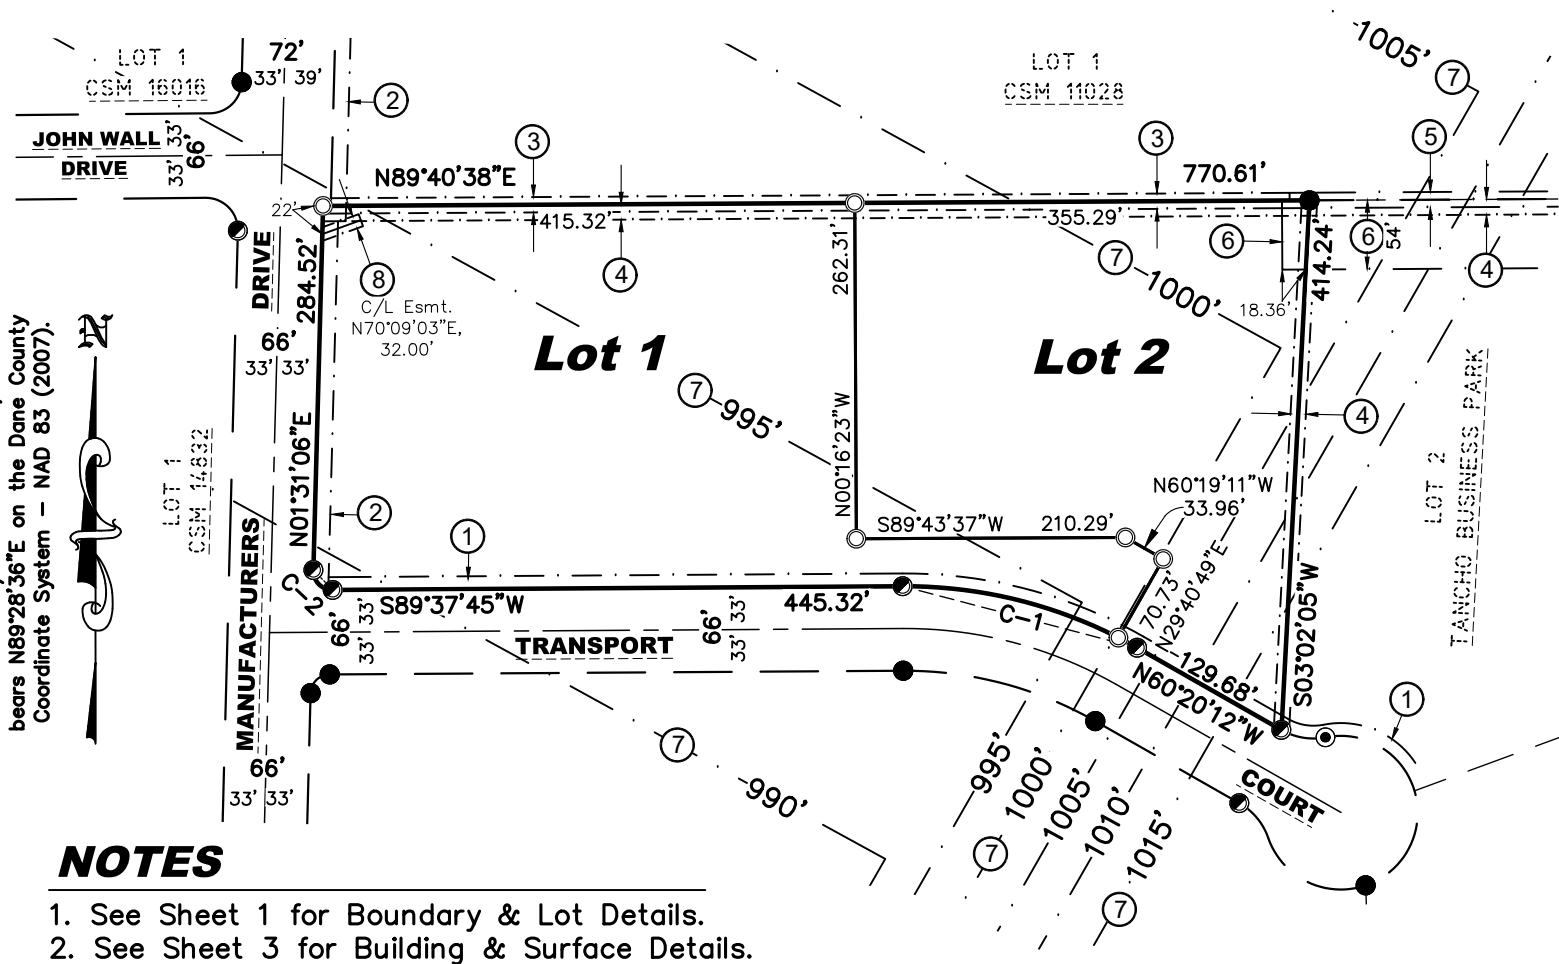 LOT 1
CSM 16016
72'
33' 39'
2
JOHN WALL
DRIVE
33'
33'
66'
N89°40'38"E
3
415.32'
4
LOT 1
CSM 11028
3
770.61'
355.29'
1005'
7
5
6
6
54'
4
22'
8
C/L Esmt.
N70°09'03"E,
32.00'
DRIVE
284.52'
66'
33' 33'
N01°31'06"E
LOT 1
CSM 14832
Lot 1
262.31'
N00°16'23"W
Lot 2
7
1000'
18.36'
414.24'
4
7
995'
2
1
N60°19'11"W
33.96'
S89°43'37"W
210.29'
70.73'
N29°40'49"E
S03°02'05"W
LOT 2
TANCHO BUSINESS PARK
C-2
S89°37'45"W
445.32'
C-1
66'
33'
33'
TRANSPORT
66'
33'
33'
129.68'
N60°20'12"W
1
COURT
MANUFACTURERS
66'
33' 33'
7
990'
995'
1000'
1005'
1010'
1015'
7
7
N
bears N89°28'36"E on the Dane County
Coordinate System – NAD 83 (2007).
NOTES
1. See Sheet 1 for Boundary & Lot Details.
2. See Sheet 3 for Building & Surface Details.